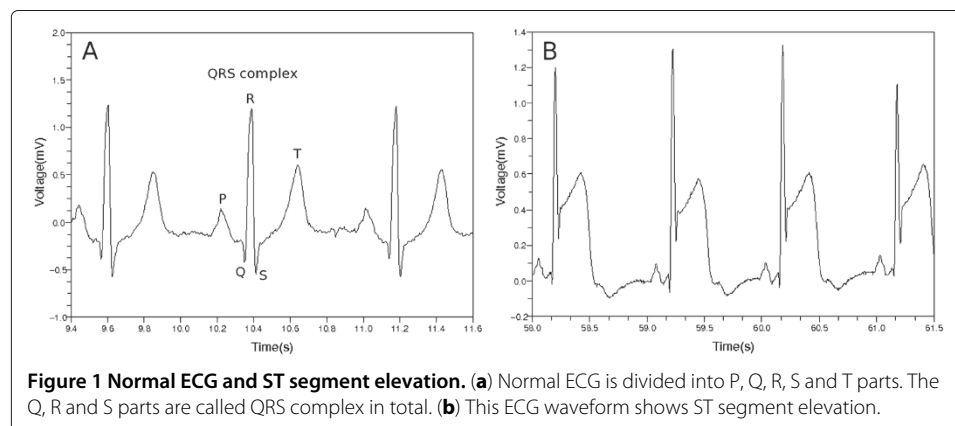 A
QRS complex
R
T
P
Q
S
2.0
1.5
1.0
0.5
0.0
-0.5
-1.0
Voltage(mV)
9.4 9.6 9.8 10.0 10.2 10.4 10.6 10.8 11.0 11.2 11.4 11.6
Time(s)
B
1.4
1.2
1.0
0.8
0.6
0.4
0.2
0.0
-0.2
Voltage(mV)
58.0 58.5 59.0 59.5 60.0 60.5 61.0 61.5
Time(s)
Figure 1 Normal ECG and ST segment elevation. (a) Normal ECG is divided into P, Q, R, S and T parts. The
Q, R and S parts are called QRS complex in total. (b) This ECG waveform shows ST segment elevation.